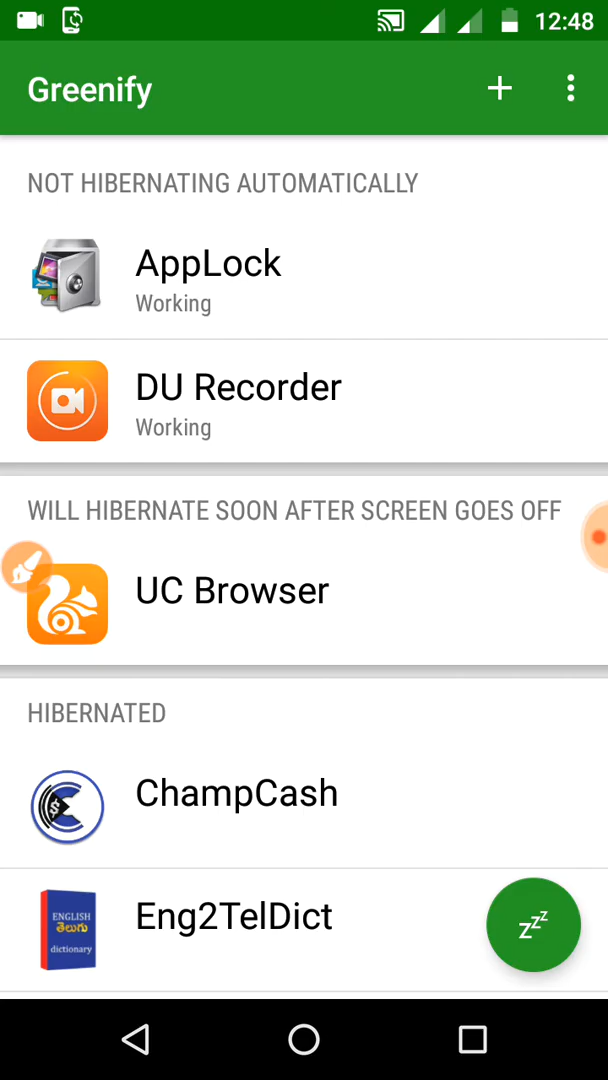 12:48
Greenify
NOT HIBERNATING AUTOMATICALLY
AppLock
Working
DU Recorder
Working
WILL HIBERNATE SOON AFTER SCREEN GOES OFF
UC Browser
HIBERNATED
ChampCash
ENGLISH
తెలుగు
dictionary
Eng2TelDict
zzz